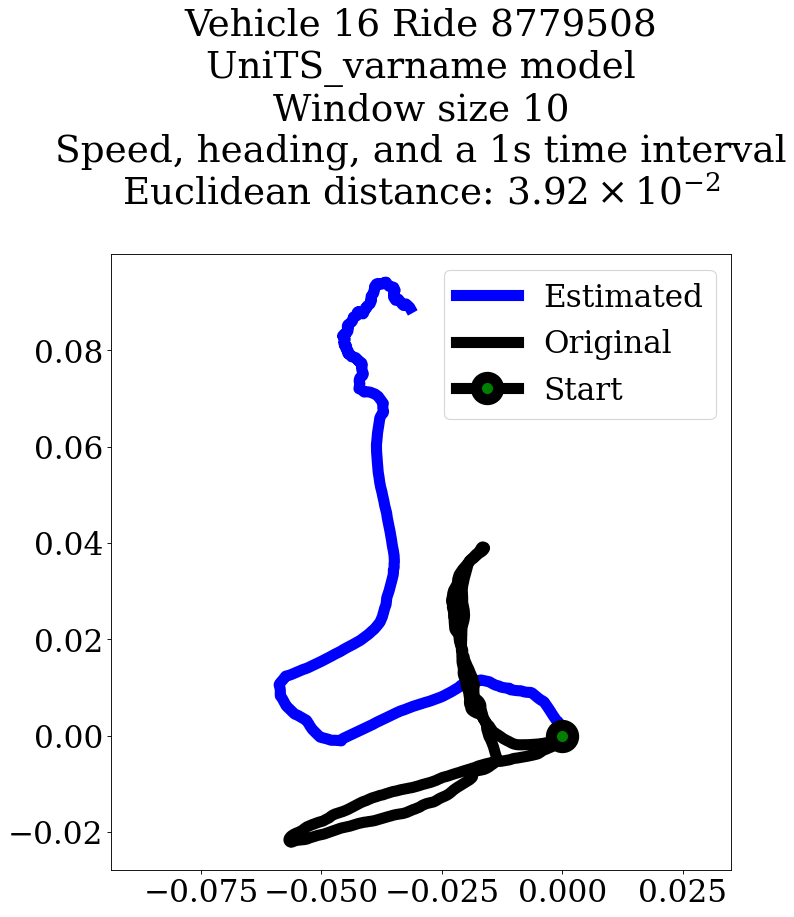 Vehicle 16 Ride 8779508
UniTS_varname model
Window size 10
Speed, heading, and a 1s time interval
Euclidean distance: 3.92 × 10⁻²
Estimated
Original
Start
0.08
0.06
0.04
0.02
0.00
−0.02
−0.075 −0.050 −0.025 0.000 0.025